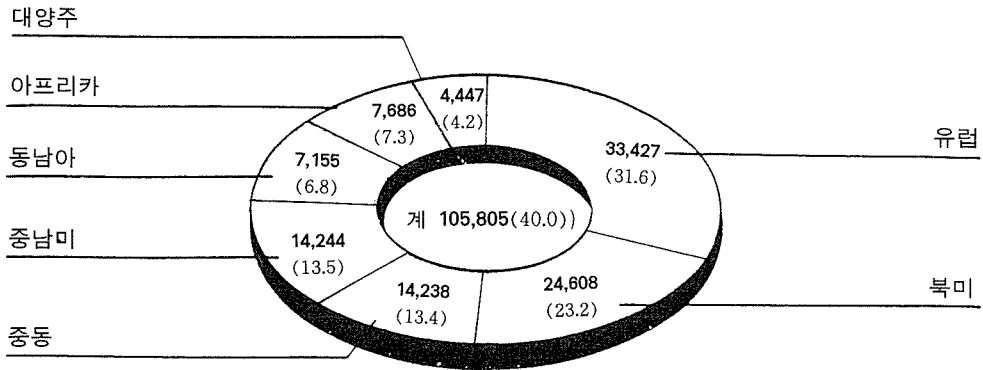 대양주
아프리카
동남아
중남미
중동
유럽
북미
4,447
(4.2)
7,686
(7.3)
7,155
(6.8)
14,244
(13.5)
14,238
(13.4)
24,608
(23.2)
33,427
(31.6)
계 105,805(40.0))